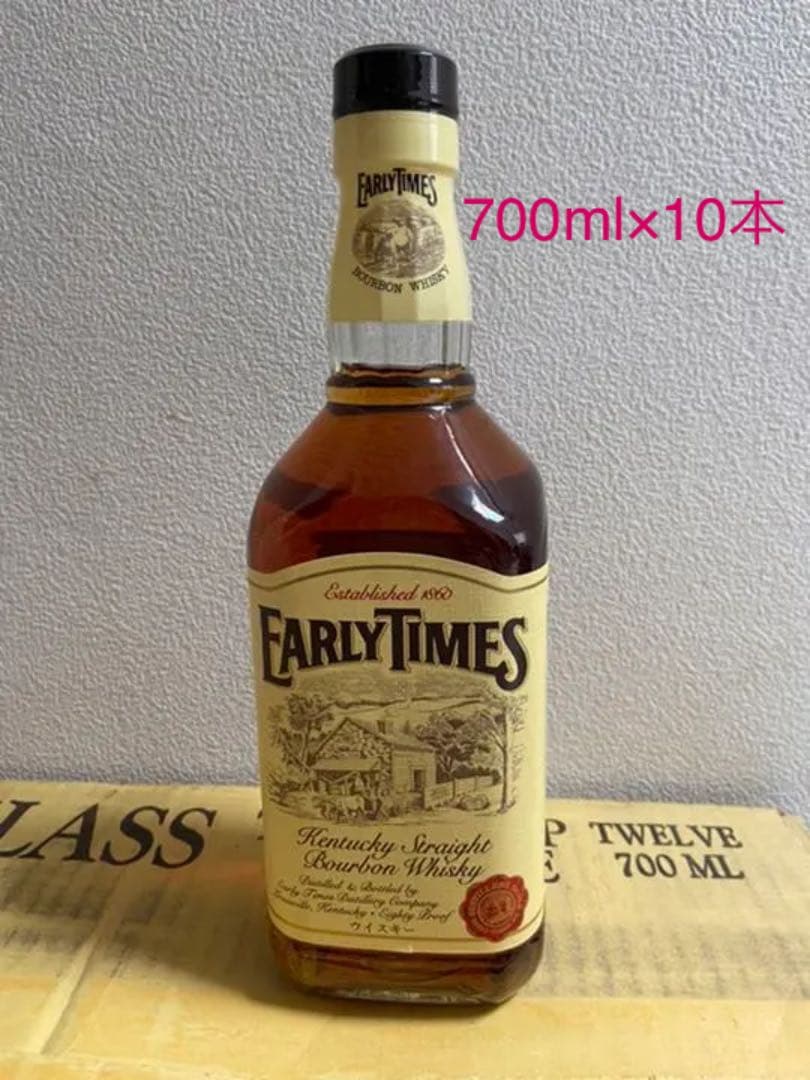 EARLY TIMES
BOURBON WHISKY
700ml×10本
Established 1860
EARLY TIMES
Kentucky Straight
Bourbon Whisky
Distilled & Bottled by
Early Times Distillery Company
Louisville, Kentucky • Eighty Proof
ウイスキー
LASS
TWELVE
700 ML